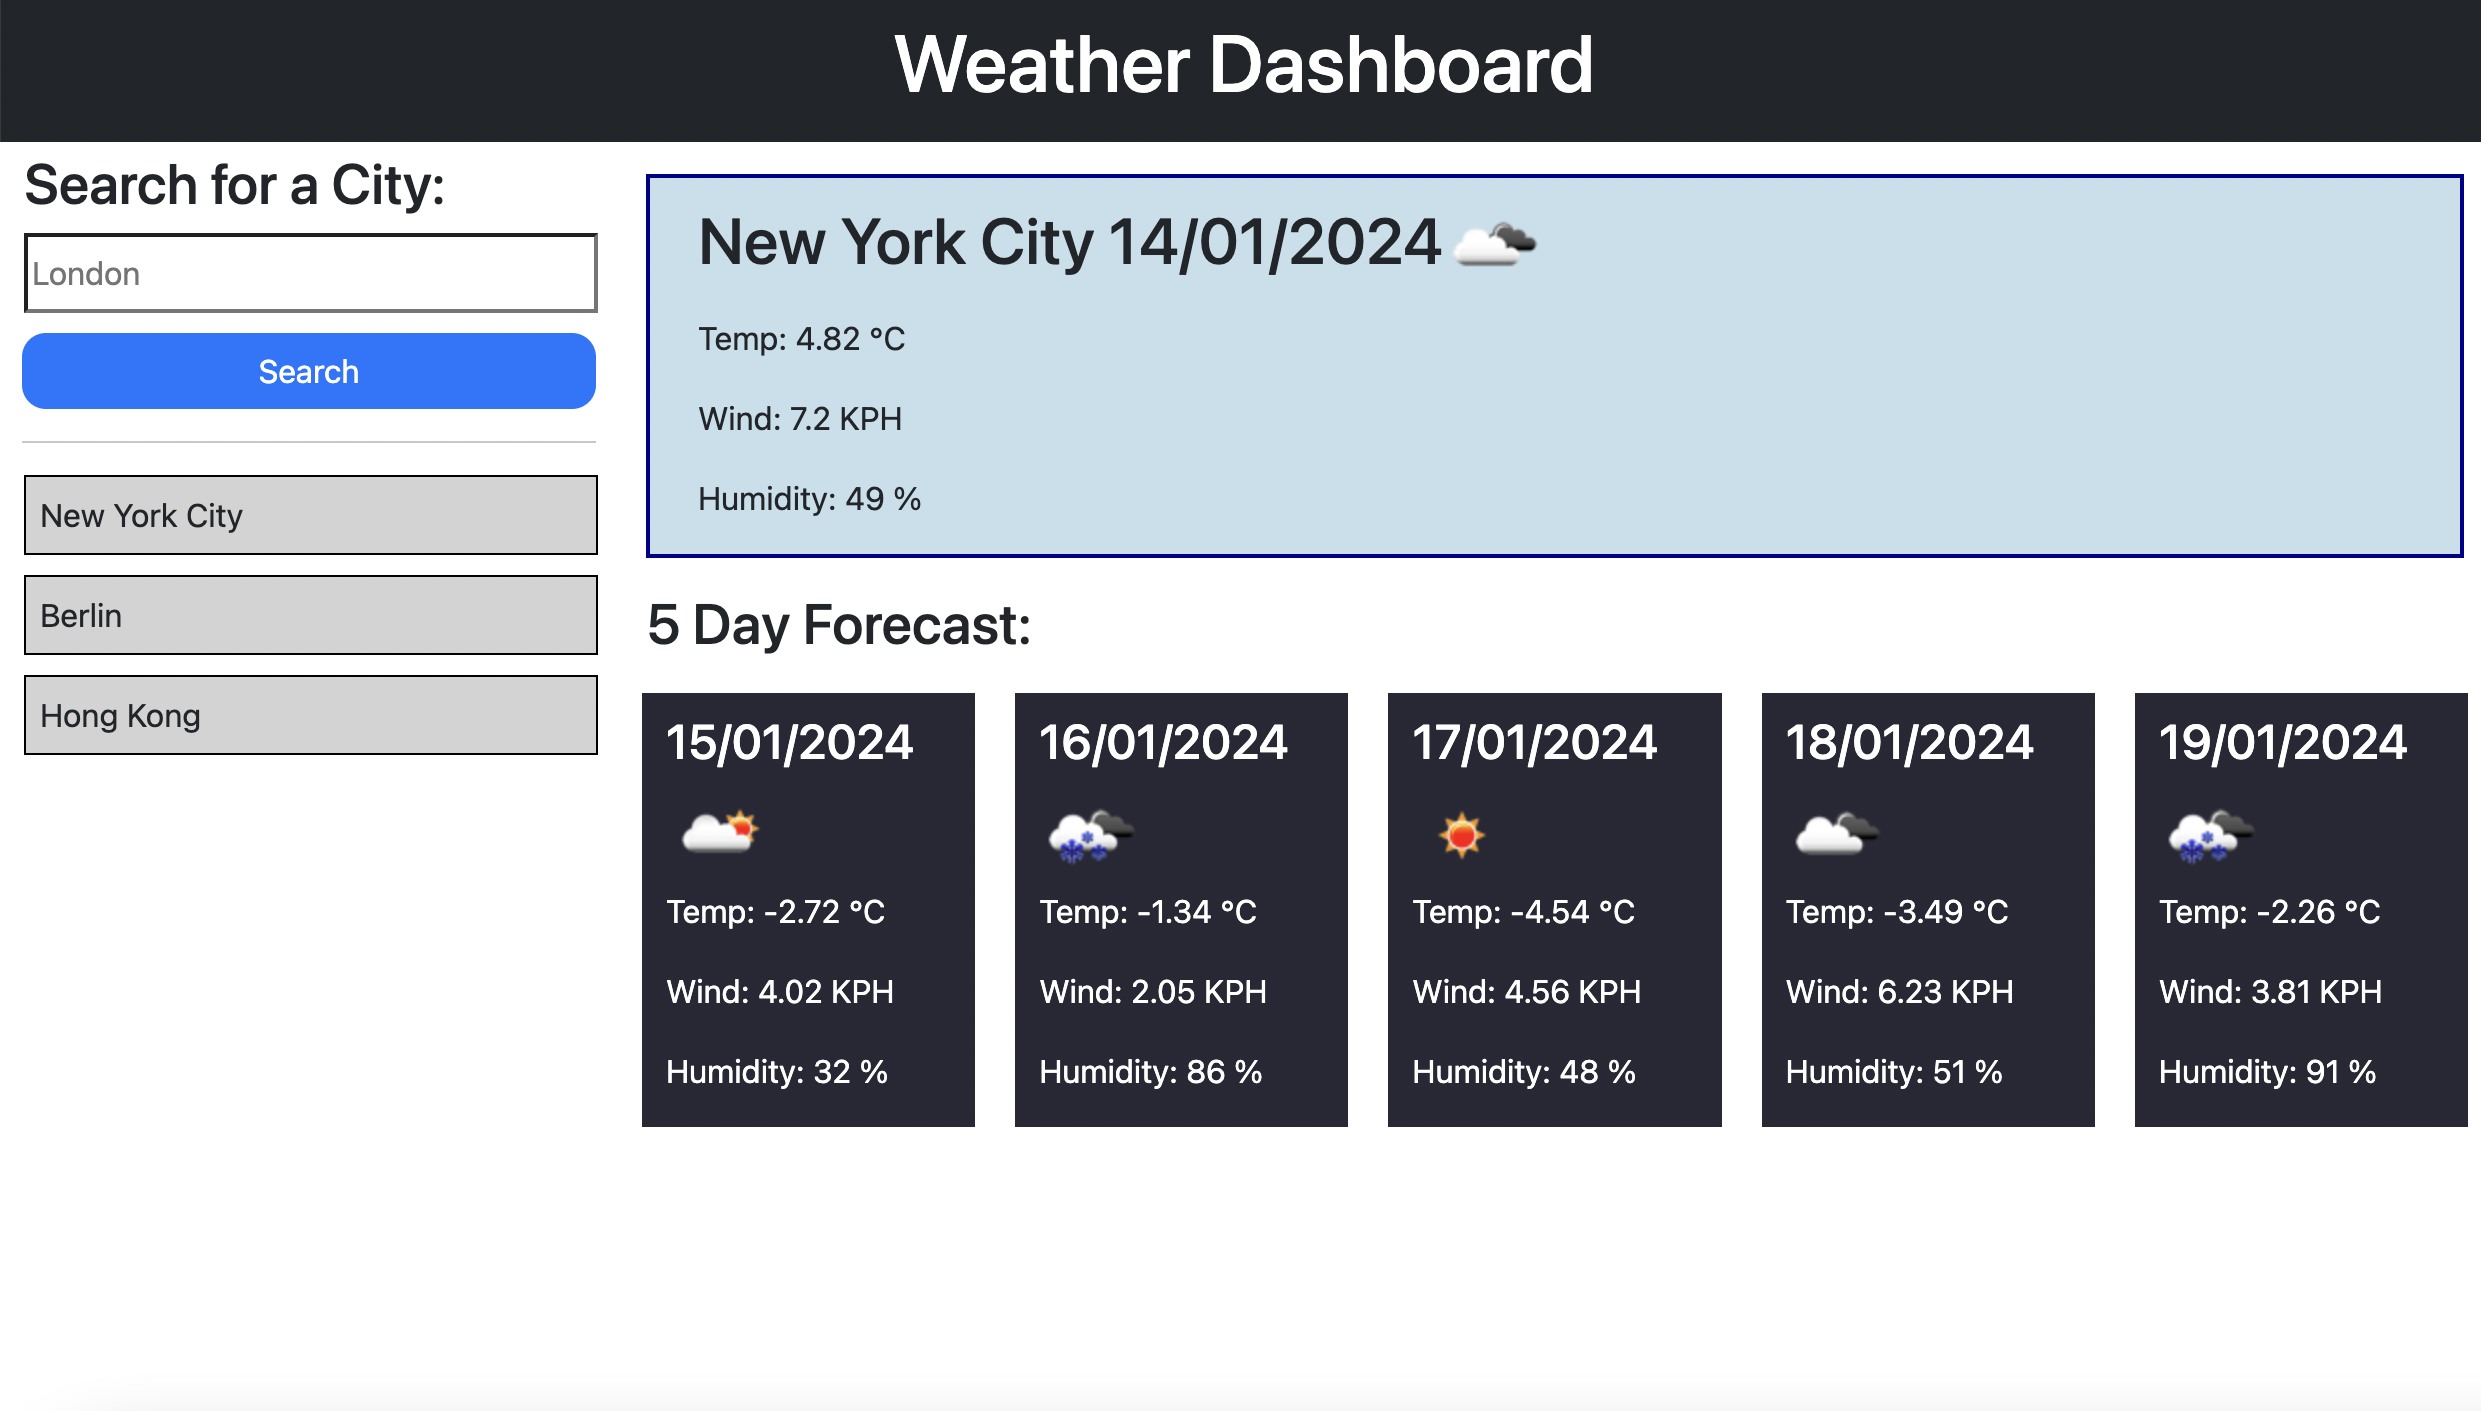 Weather Dashboard
Search for a City:
London
Search
New York City
Berlin
Hong Kong
New York City 14/01/2024
Temp: 4.82 °C
Wind: 7.2 KPH
Humidity: 49 %
5 Day Forecast:
15/01/2024
Temp: -2.72 °C
Wind: 4.02 KPH
Humidity: 32 %
16/01/2024
Temp: -1.34 °C
Wind: 2.05 KPH
Humidity: 86 %
17/01/2024
Temp: -4.54 °C
Wind: 4.56 KPH
Humidity: 48 %
18/01/2024
Temp: -3.49 °C
Wind: 6.23 KPH
Humidity: 51 %
19/01/2024
Temp: -2.26 °C
Wind: 3.81 KPH
Humidity: 91 %